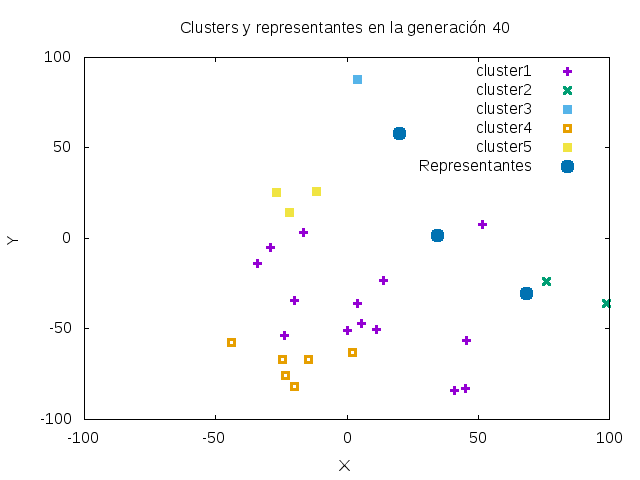 Clusters y representantes en la generación 40
100
50
0
-50
-100
-100
-50
0
50
100
Y
X
cluster1
cluster2
cluster3
cluster4
cluster5
Representantes